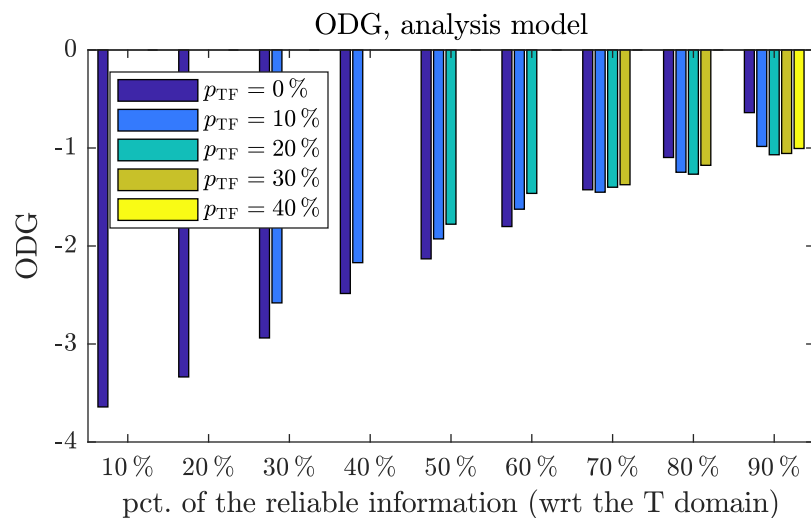 ODG, analysis model
0
-1
-2
-3
-4
ODG
p_TF = 0 %
p_TF = 10 %
p_TF = 20 %
p_TF = 30 %
p_TF = 40 %
10 % 20 % 30 % 40 % 50 % 60 % 70 % 80 % 90 %
pct. of the reliable information (wrt the T domain)